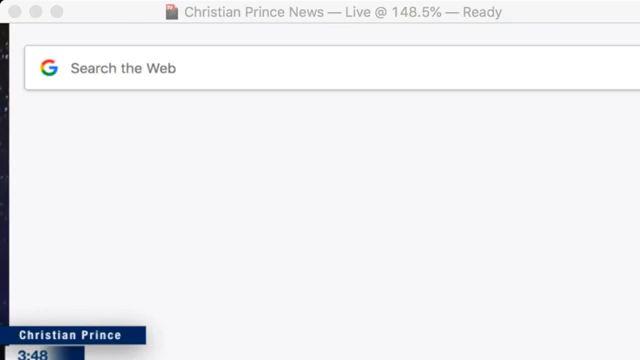 Christian Prince News — Live @ 148.5% — Ready
Search the Web
Christian Prince
3:48